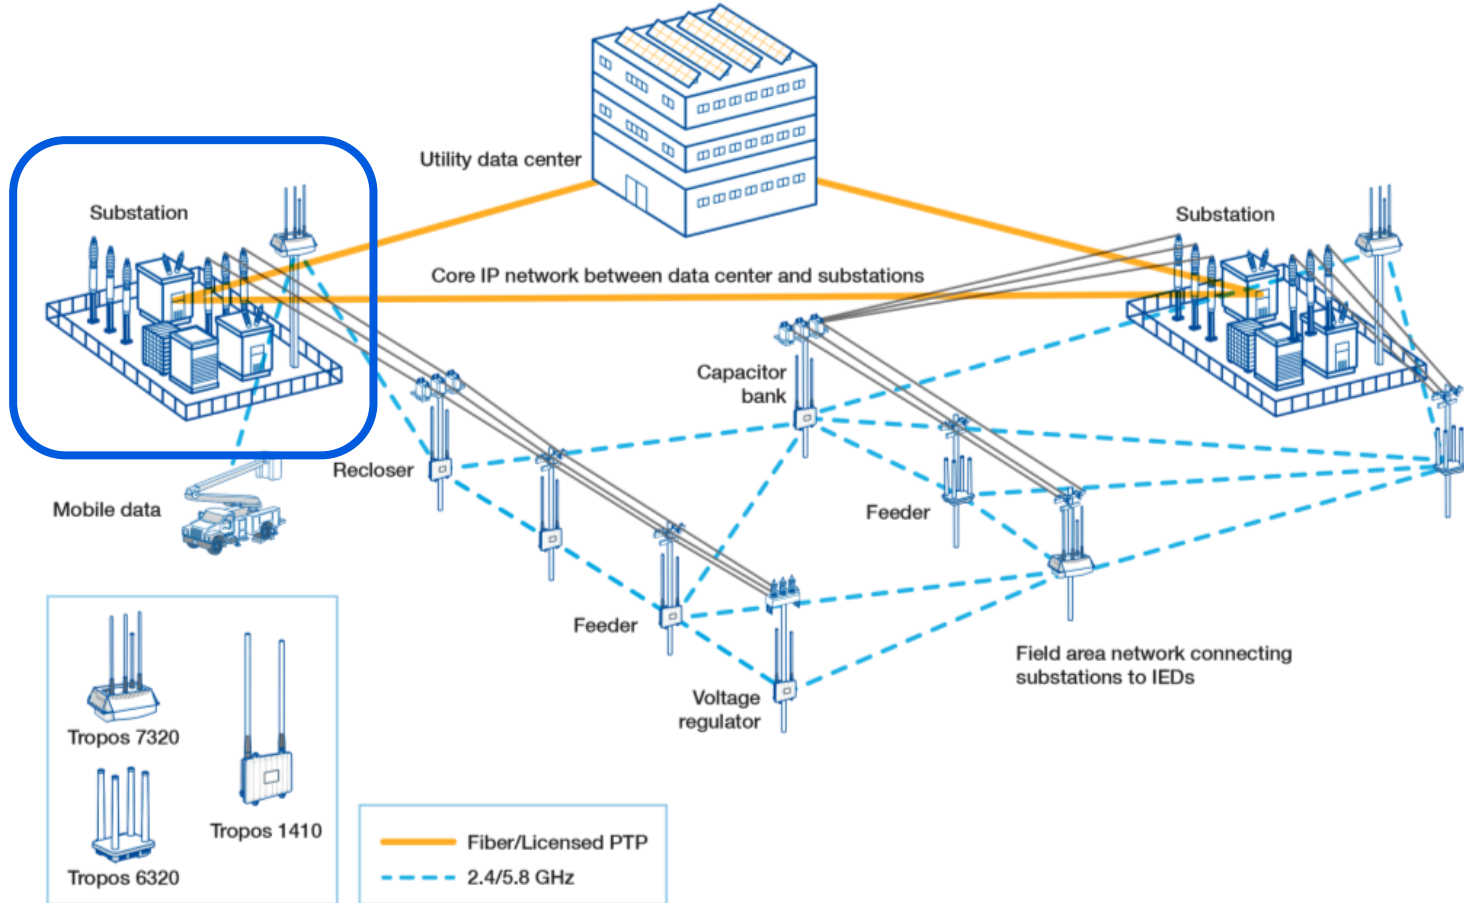 Utility data center
Substation
Substation
Core IP network between data center and substations
Capacitor
bank
Recloser
Mobile data
Feeder
Feeder
Field area network connecting
substations to IEDs
Voltage
regulator
Tropos 7320
Tropos 1410
Tropos 6320
Fiber/Licensed PTP
2.4/5.8 GHz